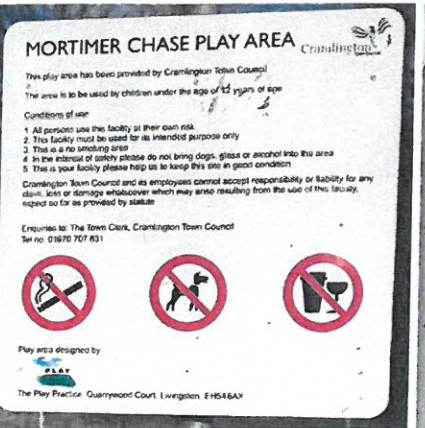 MORTIMER CHASE PLAY AREA
Cramlington
This play area has been provided by Cramlington Town Council
The area is to be used by children under the age of 12 years of age
Conditions of use
1 All persons use this facility at their own risk
2. This facility must be used for its intended purpose only
3. This is a no smoking area
4. In the interest of safety please do not bring dogs, glass or alcohol into the area
5 This is your facility please help us to keep this site in good condition
Cramlington Town Council and its employees cannot accept responsibility or liability for any
claim, loss or damage whatsoever which may arise resulting from the use of this facility,
expect so far as provided by statute
Enquiries to: The Town Clerk, Cramlington Town Council
Tel no. 01670 707 831
Play area designed by
PLAY
The Play Practice Quarrywood Court Livingston EH54 6AX